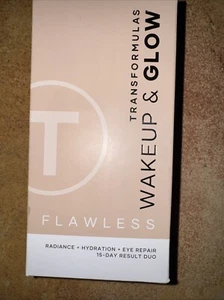 TRANSFORMULAS
WAKEUP & GLOW
T
FLAWLESS
RADIANCE + HYDRATION + EYE REPAIR
15-DAY RESULT DUO